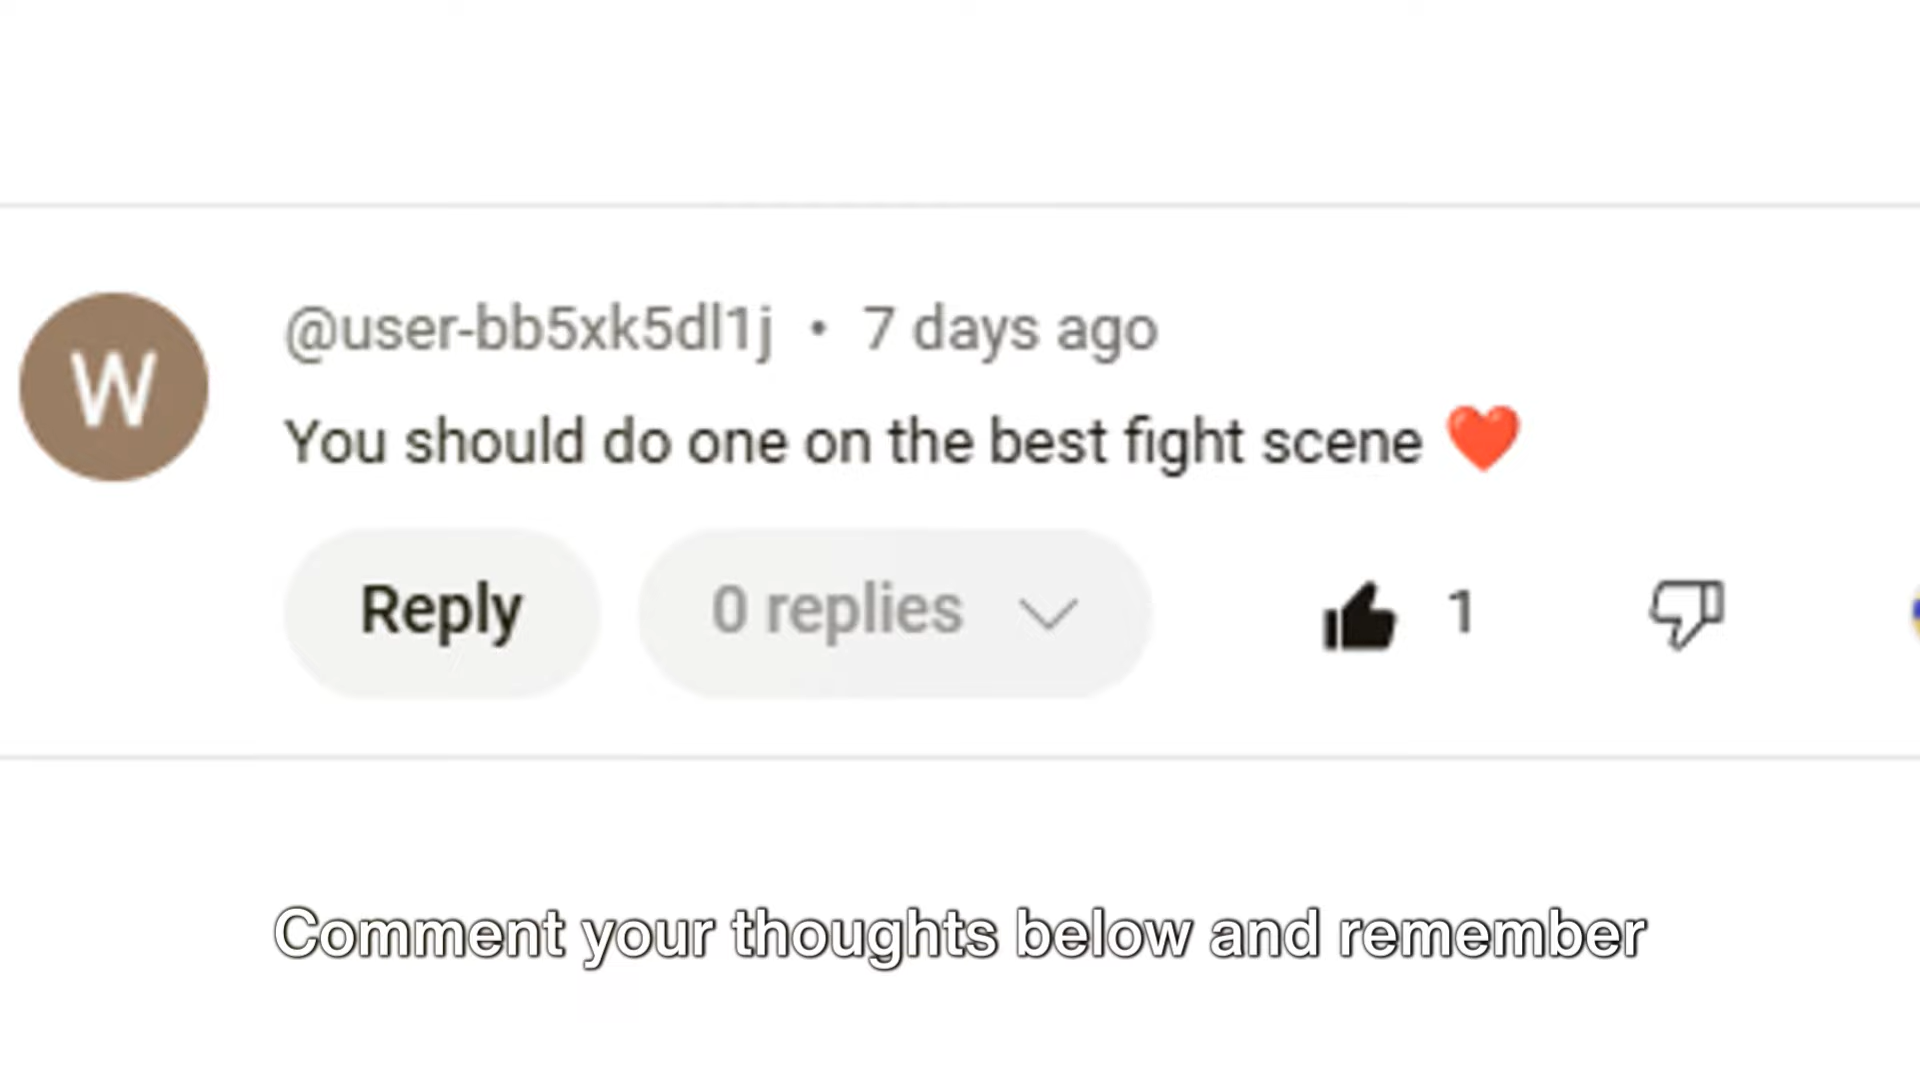 W
@user-bb5xk5dl1j • 7 days ago
You should do one on the best fight scene ❤️
Reply
0 replies
1
Comment your thoughts below and remember